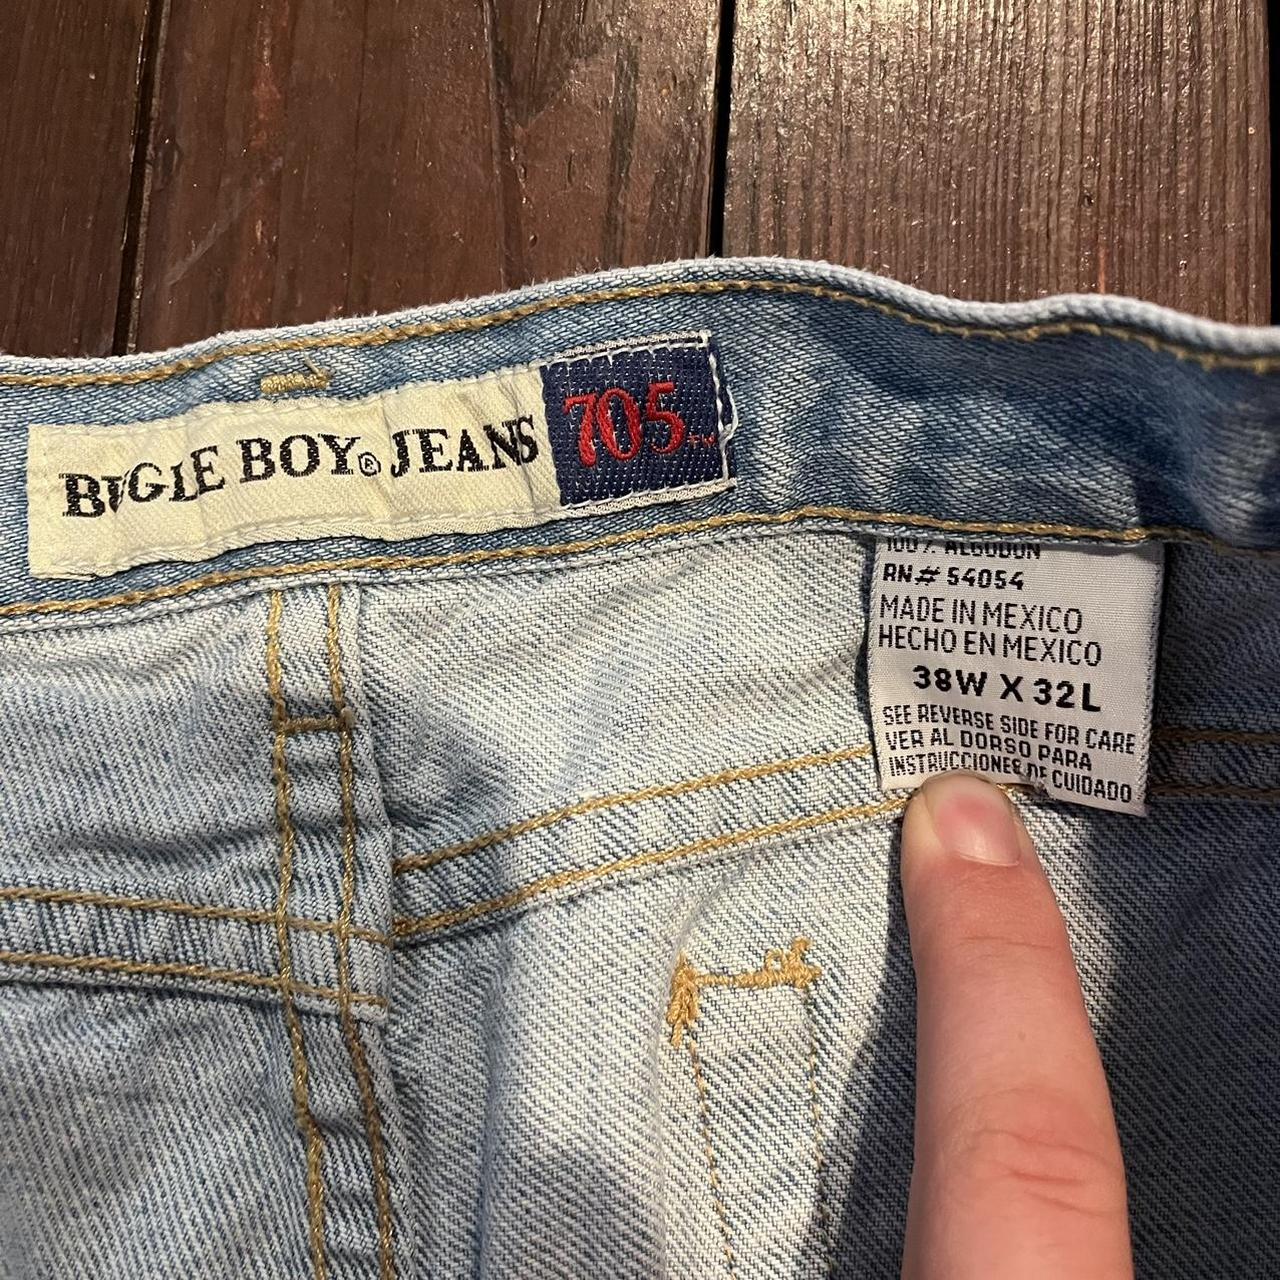 BUGLE BOY® JEANS 705™
100% ALGODON
RN# 54054
MADE IN MEXICO
HECHO EN MEXICO
38W X 32L
SEE REVERSE SIDE FOR CARE
VER AL DORSO PARA
INSTRUCCIONES DE CUIDADO